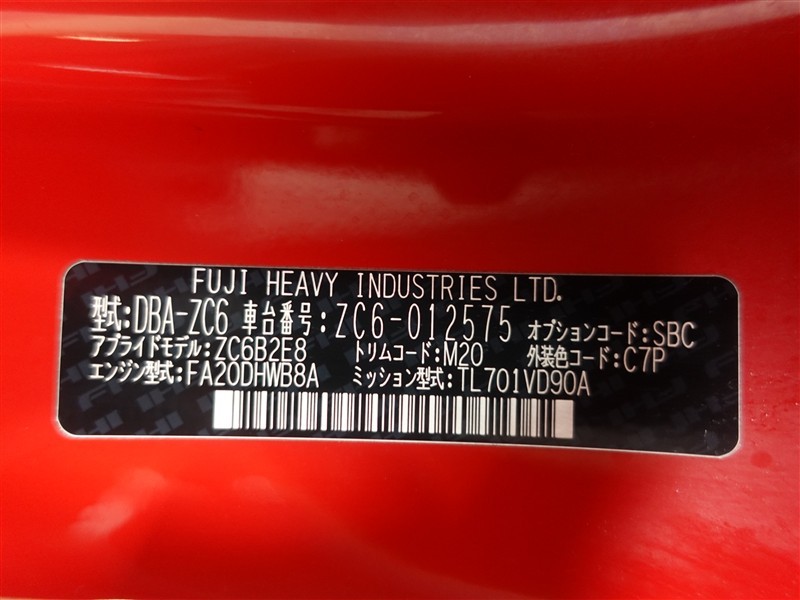 FUJI HEAVY INDUSTRIES LTD.
型式:DBA-ZC6 車台番号:ZC6-012575 オプションコード:SBC
アプライドモデル:ZC6B2E8 トリムコード:M20 外装色コード:C7P
エンジン型式:FA20DHWB8A ミッション型式:TL701VD90A